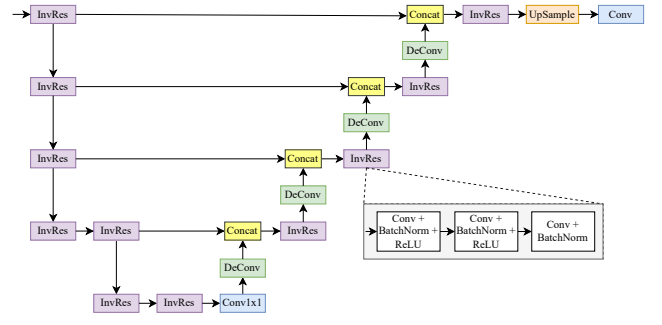 InvRes
Concat
InvRes
UpSample
Conv
DeConv
InvRes
Concat
InvRes
DeConv
InvRes
Concat
InvRes
DeConv
InvRes
InvRes
Concat
InvRes
Conv +
BatchNorm +
ReLU
Conv +
BatchNorm +
ReLU
Conv +
BatchNorm
DeConv
InvRes
InvRes
Conv1x1